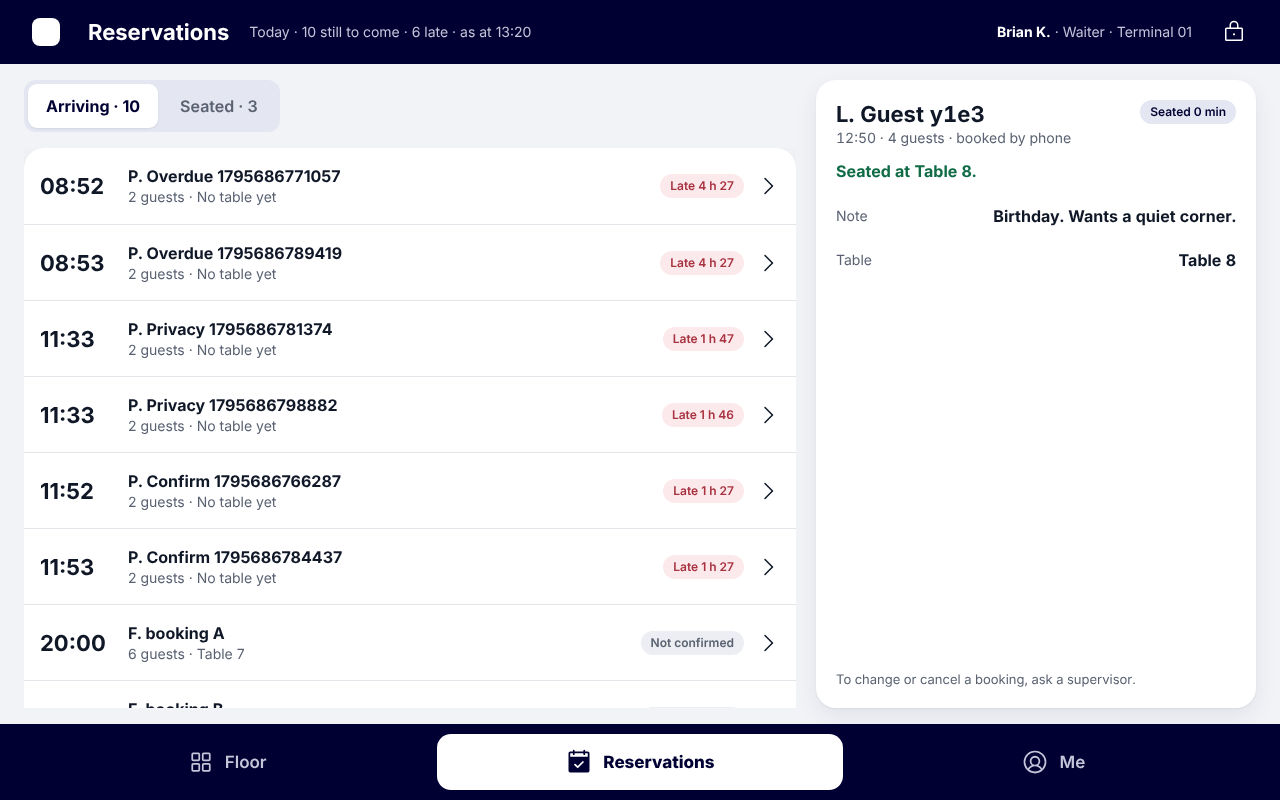 Reservations
Today · 10 still to come · 6 late · as at 13:20
Brian K. · Waiter · Terminal 01
Arriving · 10
Seated · 3
08:52
P. Overdue 1795686771057
2 guests · No table yet
Late 4 h 27
08:53
P. Overdue 1795686789419
2 guests · No table yet
Late 4 h 27
11:33
P. Privacy 1795686781374
2 guests · No table yet
Late 1 h 47
11:33
P. Privacy 1795686798882
2 guests · No table yet
Late 1 h 46
11:52
P. Confirm 1795686766287
2 guests · No table yet
Late 1 h 27
11:53
P. Confirm 1795686784437
2 guests · No table yet
Late 1 h 27
20:00
F. booking A
6 guests · Table 7
Not confirmed
F. booking B
L. Guest y1e3
Seated 0 min
12:50 · 4 guests · booked by phone
Seated at Table 8.
Note
Birthday. Wants a quiet corner.
Table
Table 8
To change or cancel a booking, ask a supervisor.
Floor
Reservations
Me